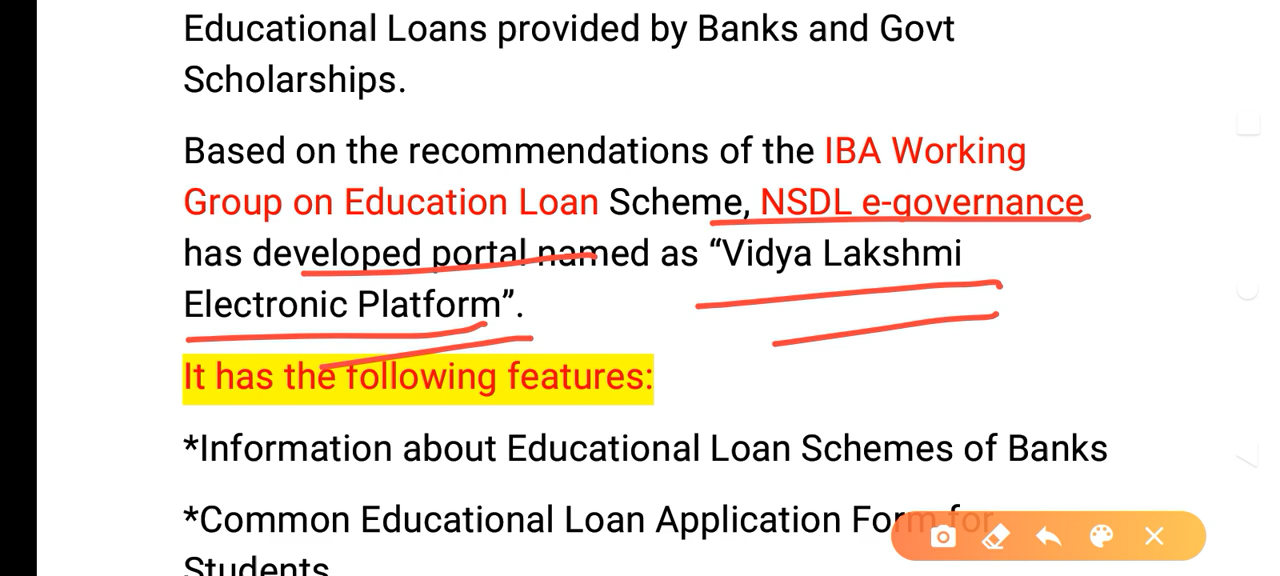 Educational Loans provided by Banks and Govt
Scholarships.
Based on the recommendations of the IBA Working
Group on Education Loan Scheme, NSDL e-governance
has developed portal named as “Vidya Lakshmi
Electronic Platform”.
It has the following features:
*Information about Educational Loan Schemes of Banks
*Common Educational Loan Application Form for
Students